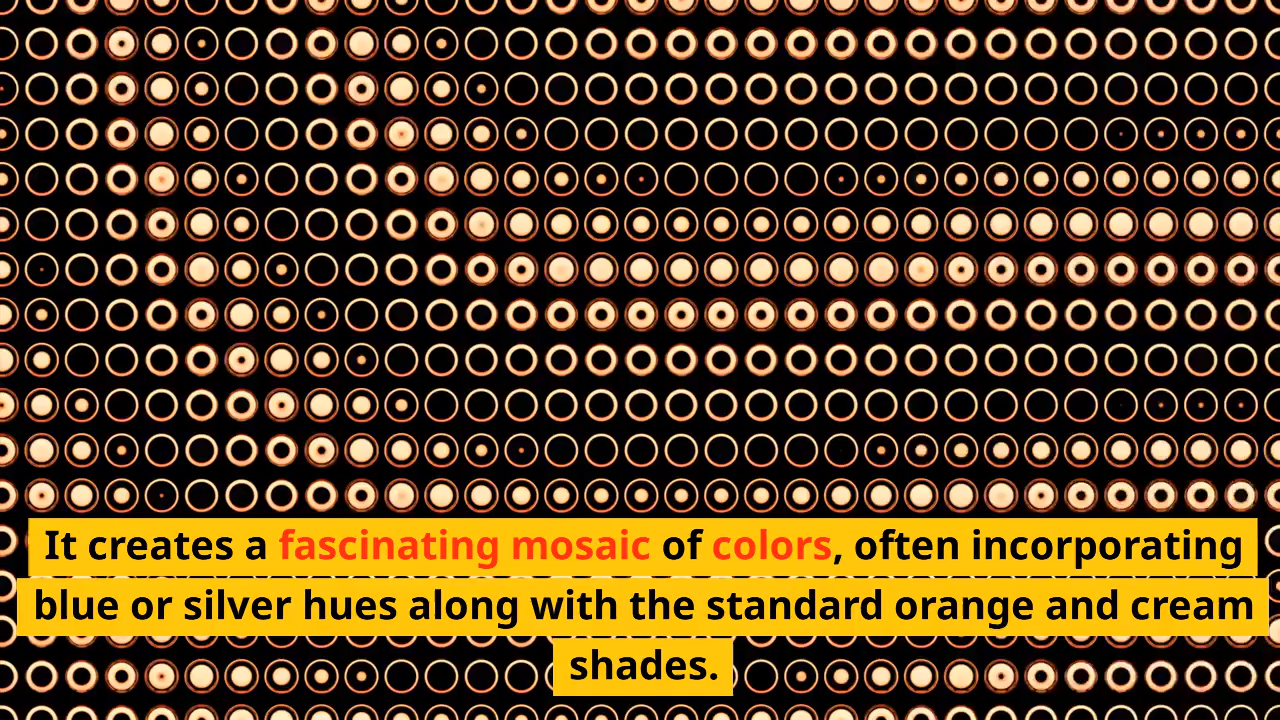 It creates a fascinating mosaic of colors, often incorporating
blue or silver hues along with the standard orange and cream
shades.